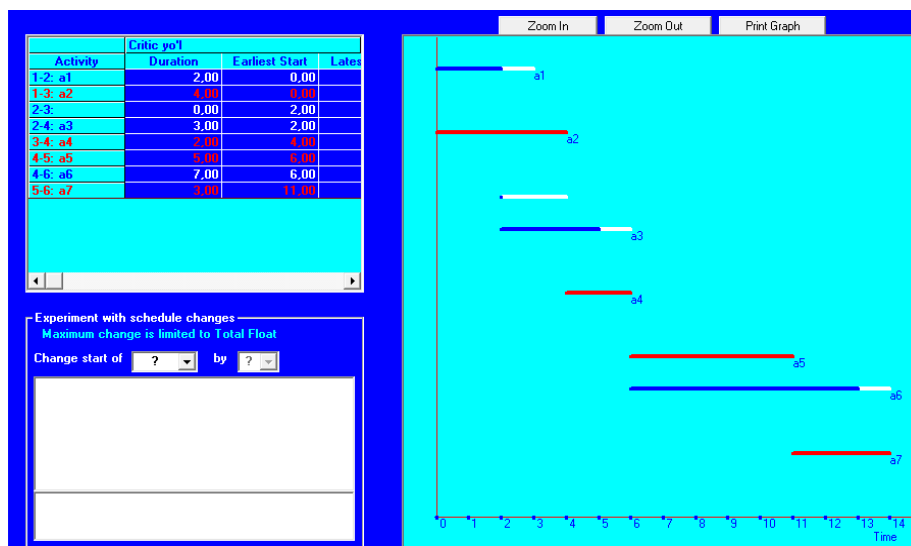 Zoom In Zoom Out Print Graph
Critic yo'l
Activity Duration Earliest Start Lates
1-2: a1 2,00 0,00
1-3: a2 4,00 0,00
2-3: 0,00 2,00
2-4: a3 3,00 2,00
3-4: a4 2,00 4,00
4-5: a5 5,00 6,00
4-6: a6 7,00 6,00
5-6: a7 3,00 11,00
Experiment with schedule changes
Maximum change is limited to Total Float
Change start of ? by ?
a1
a2
a3
a4
a5
a6
a7
0 1 2 3 4 5 6 7 8 9 10 11 12 13 14
Time